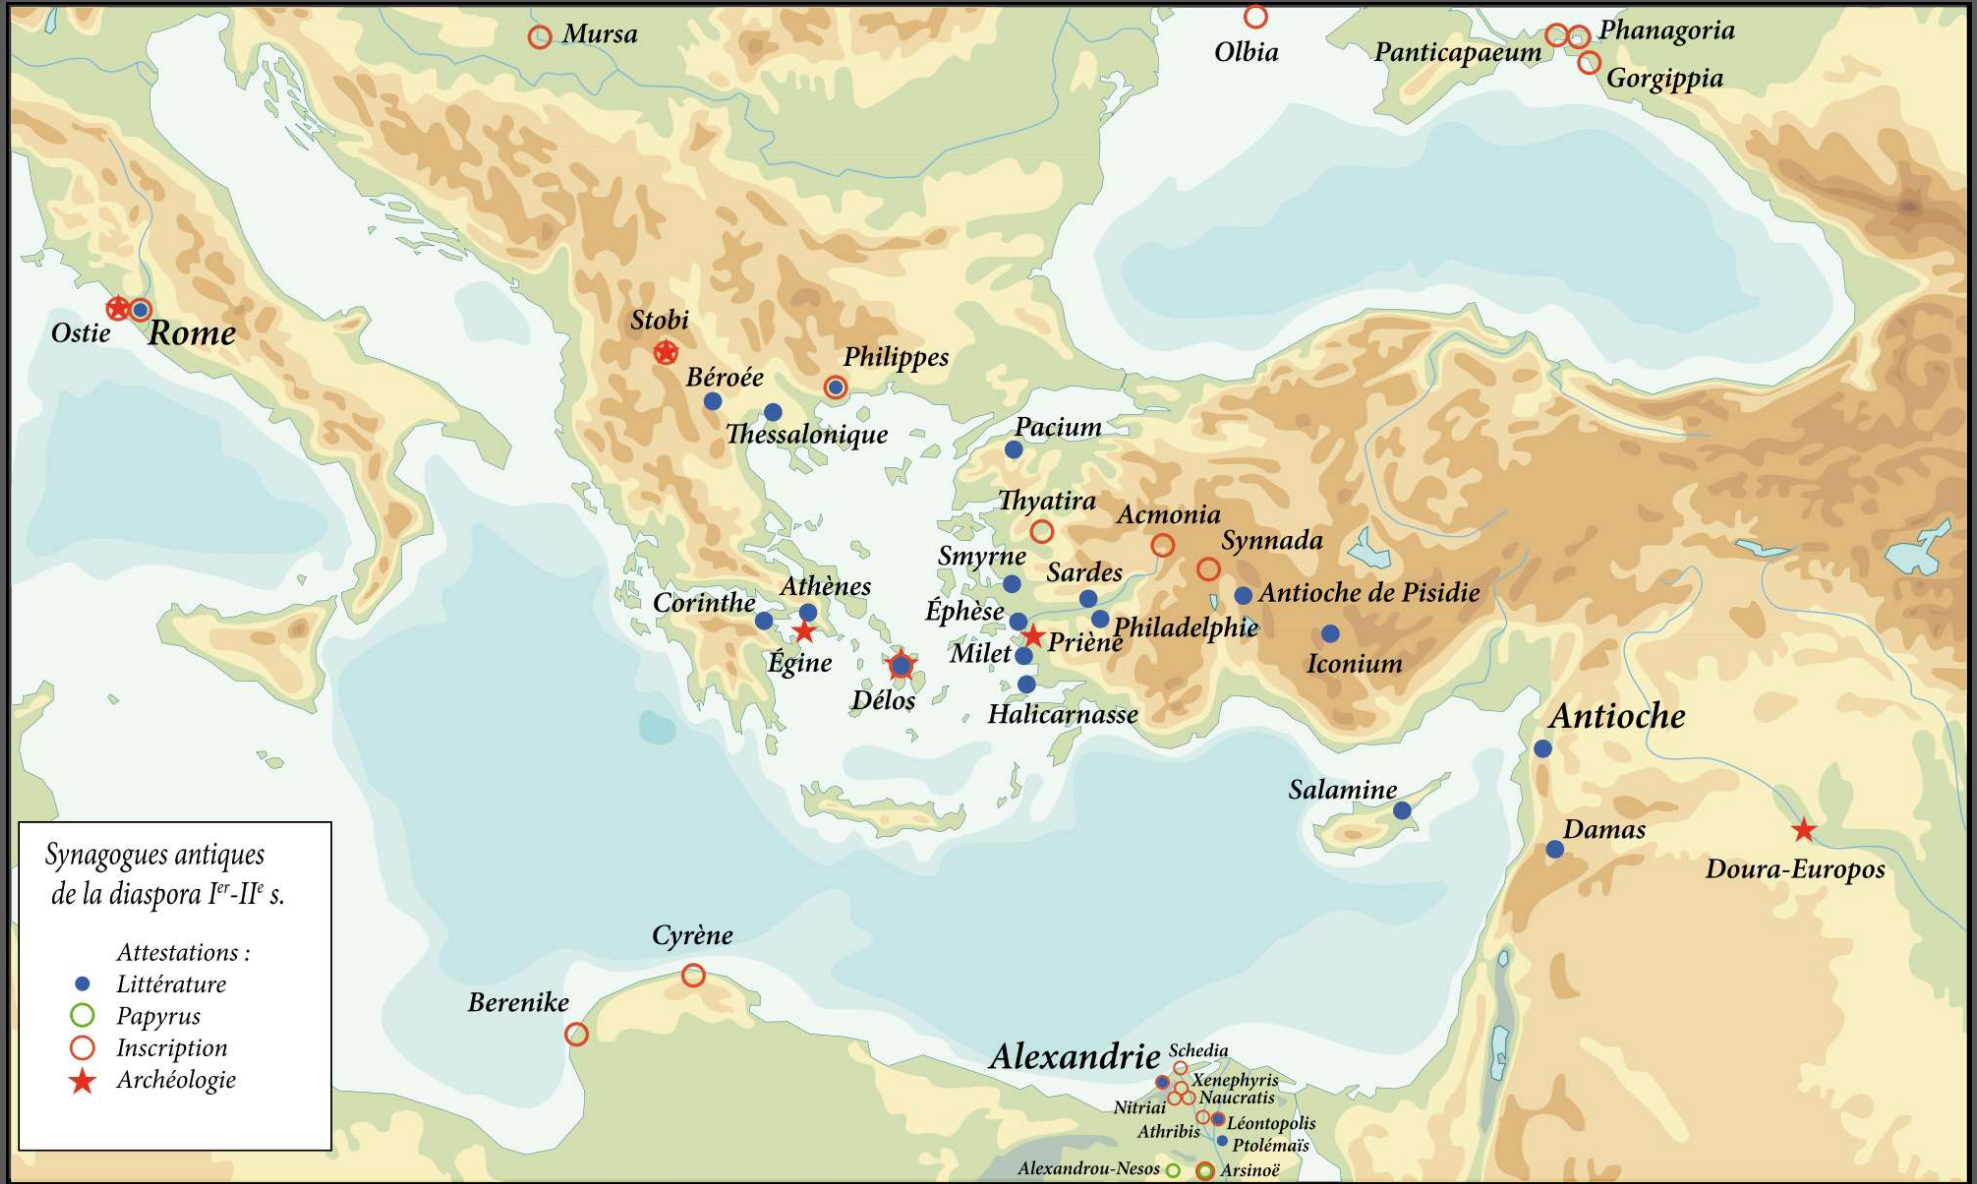 Mursa
Olbia
Panticapaeum
Phanagoria
Gorgippia
Ostie
Rome
Stobi
Béroée
Philippes
Thessalonique
Pacium
Thyatira
Acmonia
Synnada
Smyrne
Sardes
Athènes
Corinthe
Éphèse
Antioche de Pisidie
Philadelphie
Priène
Milet
Égine
Iconium
Délos
Halicarnasse
Antioche
Salamine
Damas
Doura-Europos
Synagogues antiques
de la diaspora Ier-IIe s.
Attestations :
Littérature
Papyrus
Inscription
Archéologie
Cyrène
Berenike
Alexandrie
Schedia
Xenephyris
Naucratis
Nitriai
Léontopolis
Athribis
Ptolémaïs
Alexandrou-Nesos
Arsinoë